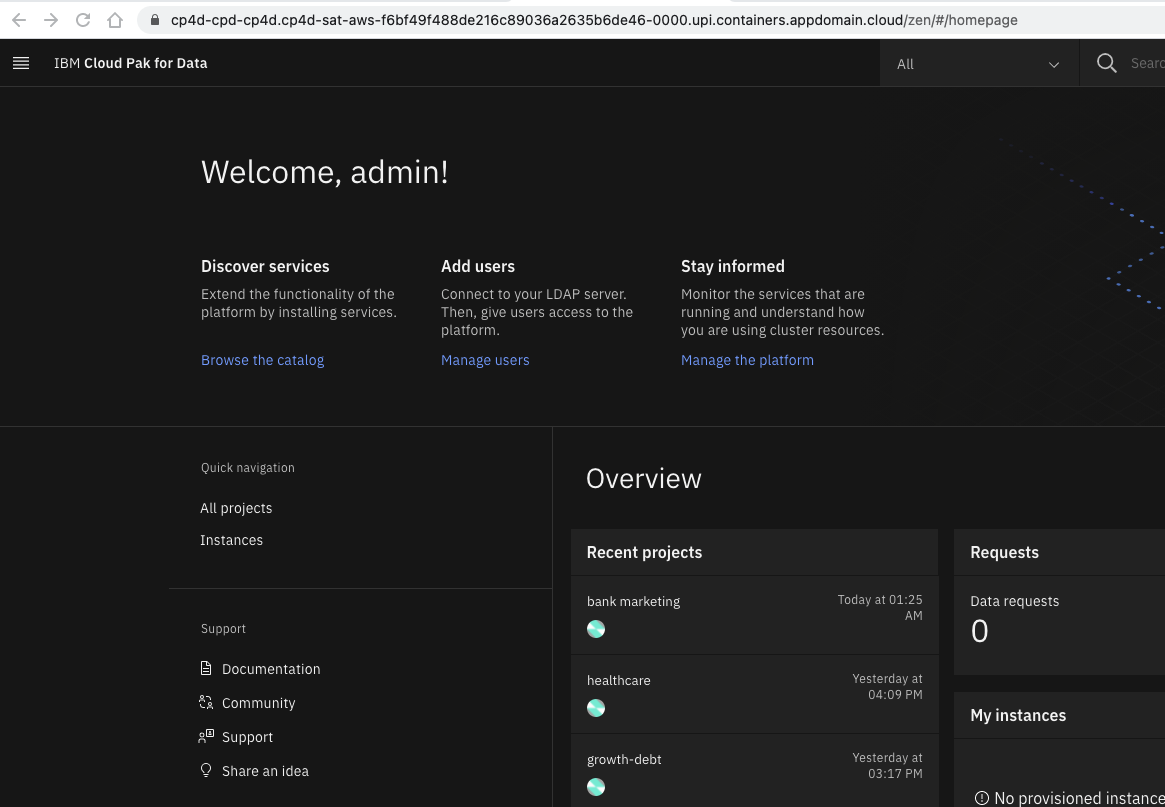 cp4d-cpd-cp4d.cp4d-sat-aws-f6bf49f488de216c89036a2635b6de46-0000.upi.containers.appdomain.cloud/zen/#/homepage
IBM Cloud Pak for Data
All
Searc
Welcome, admin!
Discover services
Extend the functionality of the
platform by installing services.
Browse the catalog
Add users
Connect to your LDAP server.
Then, give users access to the
platform.
Manage users
Stay informed
Monitor the services that are
running and understand how
you are using cluster resources.
Manage the platform
Quick navigation
All projects
Instances
Support
Documentation
Community
Support
Share an idea
Overview
Recent projects
bank marketing
Today at 01:25
AM
healthcare
Yesterday at
04:09 PM
growth-debt
Yesterday at
03:17 PM
Requests
Data requests
0
My instances
No provisioned instance